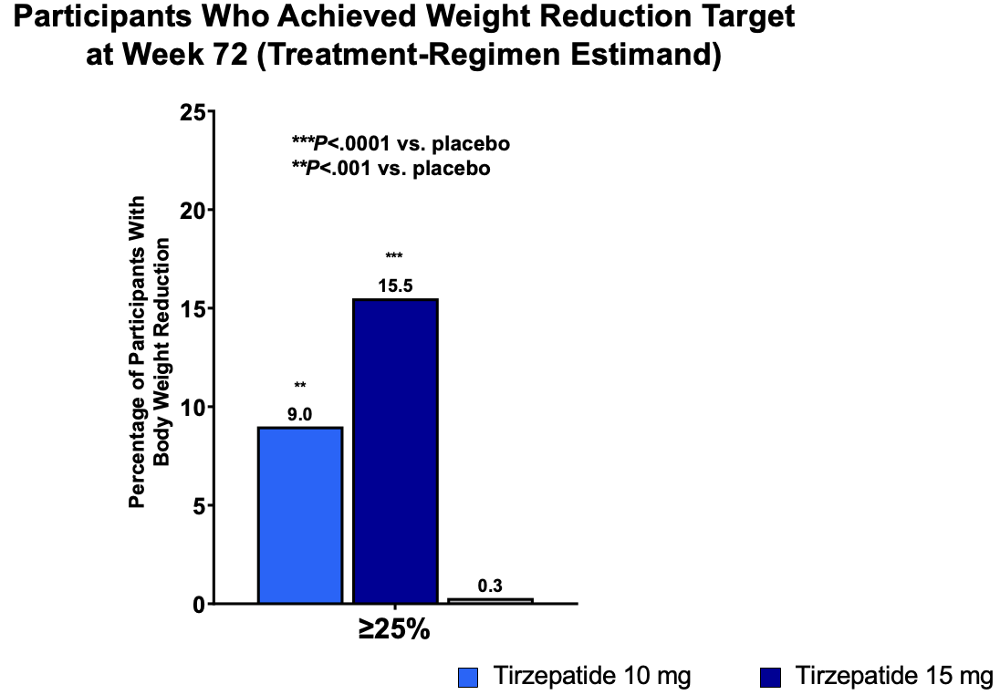 Participants Who Achieved Weight Reduction Target
at Week 72 (Treatment-Regimen Estimand)
25
***P<.0001 vs. placebo
**P<.001 vs. placebo
20
15
10
5
0
Percentage of Participants With
Body Weight Reduction
**
9.0
***
15.5
0.3
≥25%
Tirzepatide 10 mg
Tirzepatide 15 mg